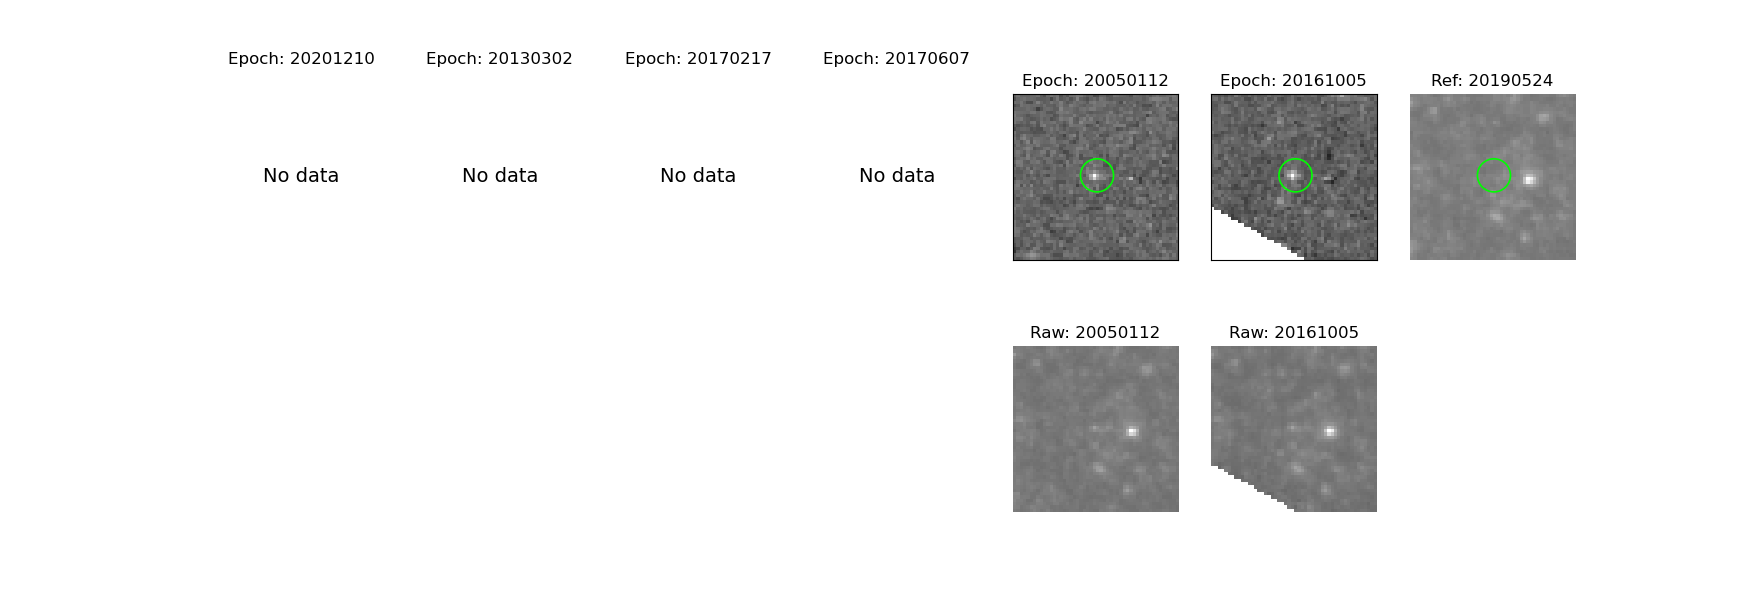 Epoch: 20201210
Epoch: 20130302
Epoch: 20170217
Epoch: 20170607
Epoch: 20050112
Epoch: 20161005
Ref: 20190524
No data
No data
No data
No data
Raw: 20050112
Raw: 20161005